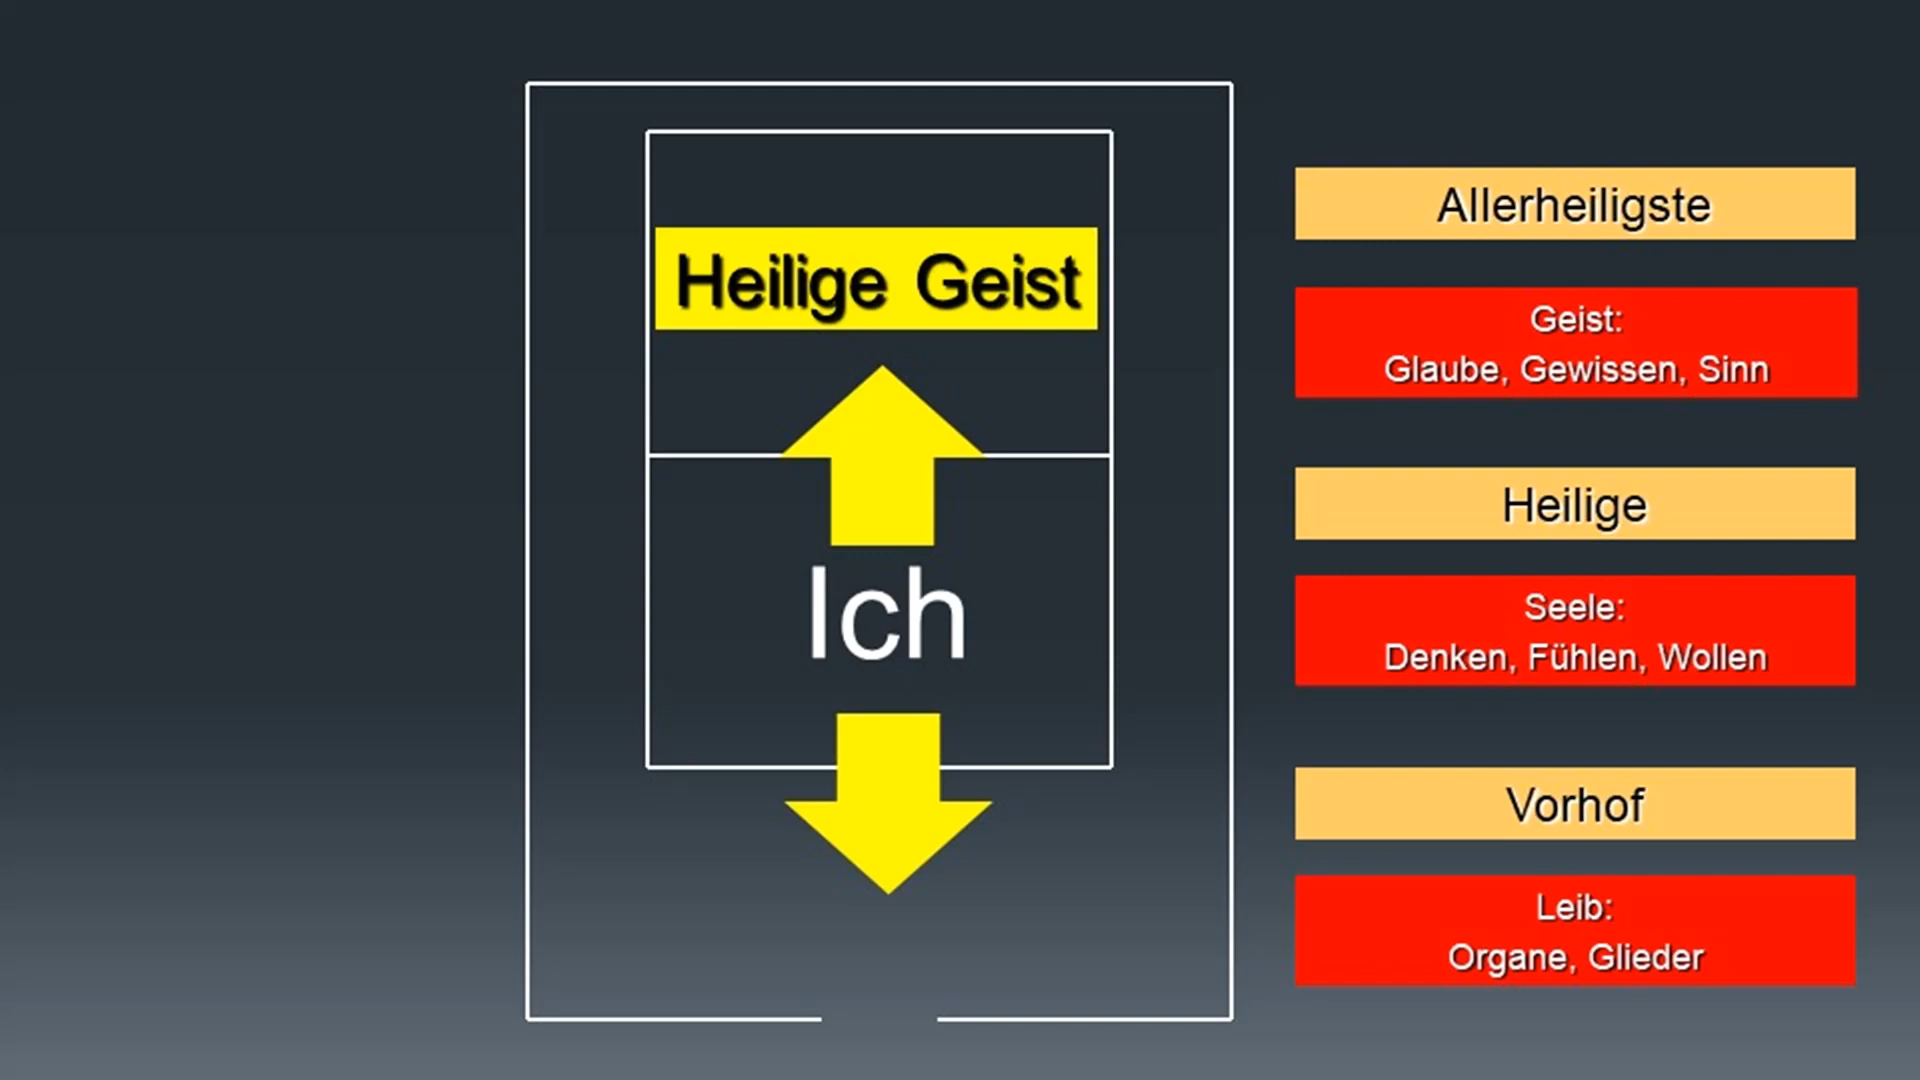 Heilige Geist
Ich
Allerheiligste
Geist:
Glaube, Gewissen, Sinn
Heilige
Seele:
Denken, Fühlen, Wollen
Vorhof
Leib:
Organe, Glieder